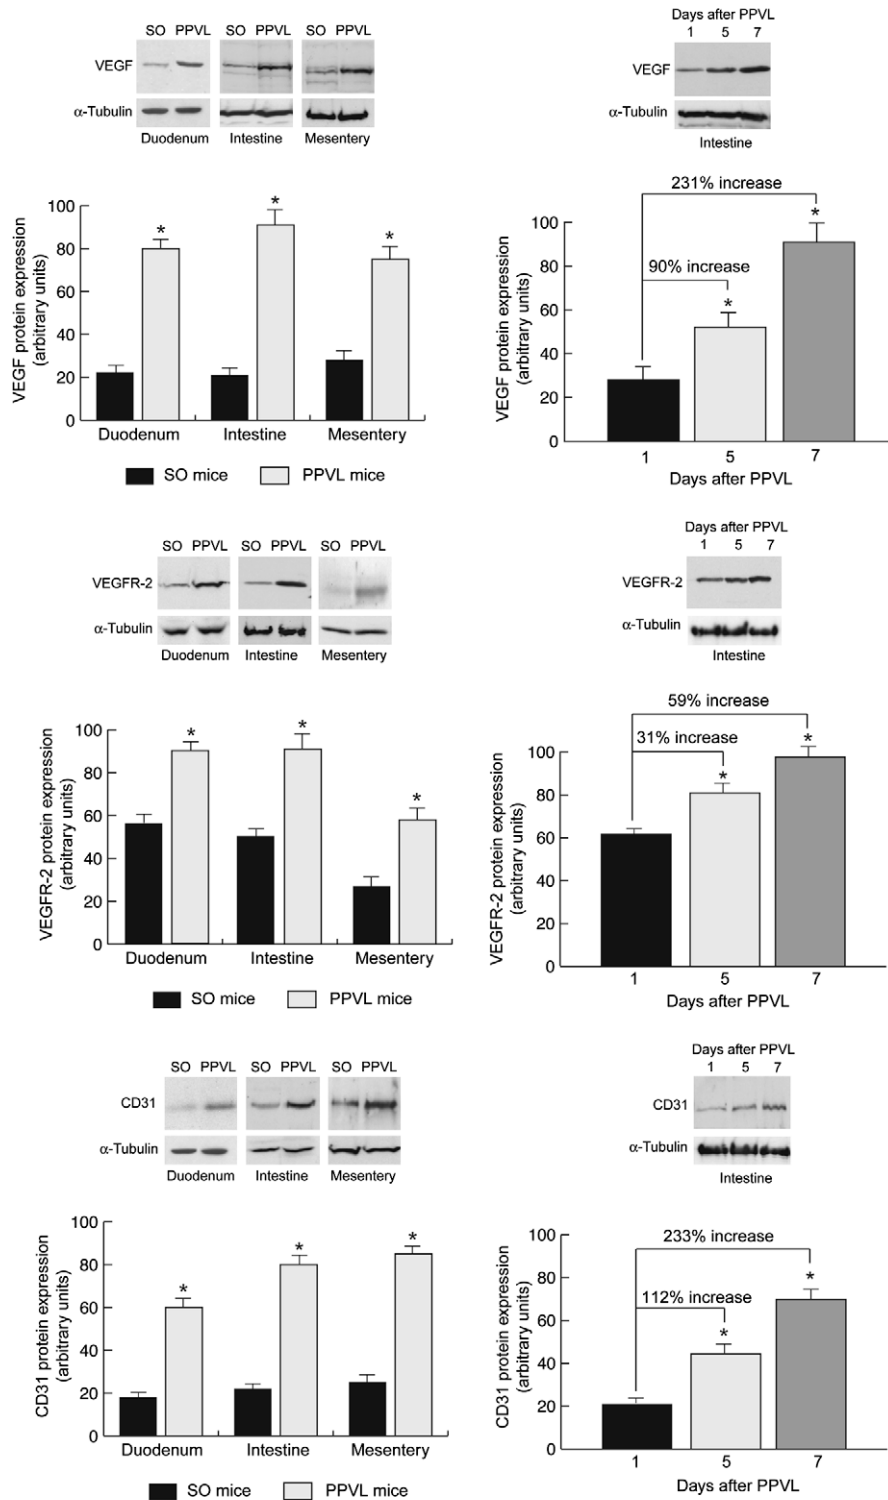 SO PPVL SO PPVL SO PPVL
VEGF
α-Tubulin
Duodenum Intestine Mesentery
Days after PPVL
1 5 7
VEGF
α-Tubulin
Intestine
VEGF protein expression
(arbitrary units)
100
80
60
40
20
0
* * *
Duodenum Intestine Mesentery
SO mice PPVL mice
VEGF protein expression
(arbitrary units)
231% increase
90% increase
100
80
60
40
20
0
* *
1 5 7
Days after PPVL
SO PPVL SO PPVL SO PPVL
VEGFR-2
α-Tubulin
Duodenum Intestine Mesentery
Days after PPVL
1 5 7
VEGFR-2
α-Tubulin
Intestine
VEGFR-2 protein expression
(arbitrary units)
100
80
60
40
20
0
* * *
Duodenum Intestine Mesentery
SO mice PPVL mice
VEGFR-2 protein expression
(arbitrary units)
59% increase
31% increase
100
80
60
40
20
0
* *
1 5 7
Days after PPVL
SO PPVL SO PPVL SO PPVL
CD31
α-Tubulin
Duodenum Intestine Mesentery
Days after PPVL
1 5 7
CD31
α-Tubulin
Intestine
CD31 protein expression
(arbitrary units)
100
80
60
40
20
0
* * *
Duodenum Intestine Mesentery
SO mice PPVL mice
CD31 protein expression
(arbitrary units)
233% increase
112% increase
100
80
60
40
20
0
* *
1 5 7
Days after PPVL